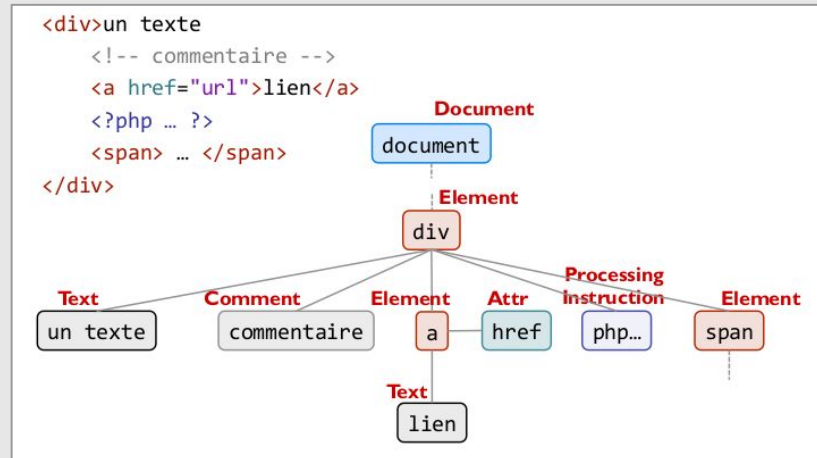 <div>un texte
<!-- commentaire -->
<a href="url">lien</a>
<?php … ?>
<span> … </span>
</div>
Document
document
Element
div
Processing
Text Comment Element Attr Instruction Element
un texte commentaire a href php… span
Text
lien